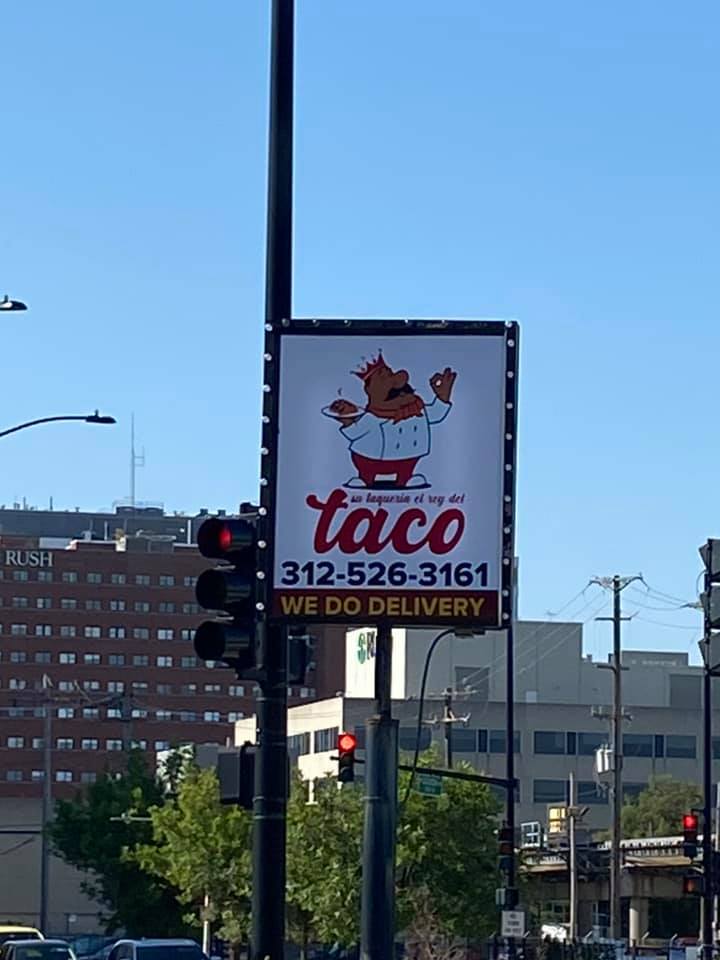 RUSH
su taqueria el rey del
taco
312-526-3161
WE DO DELIVERY